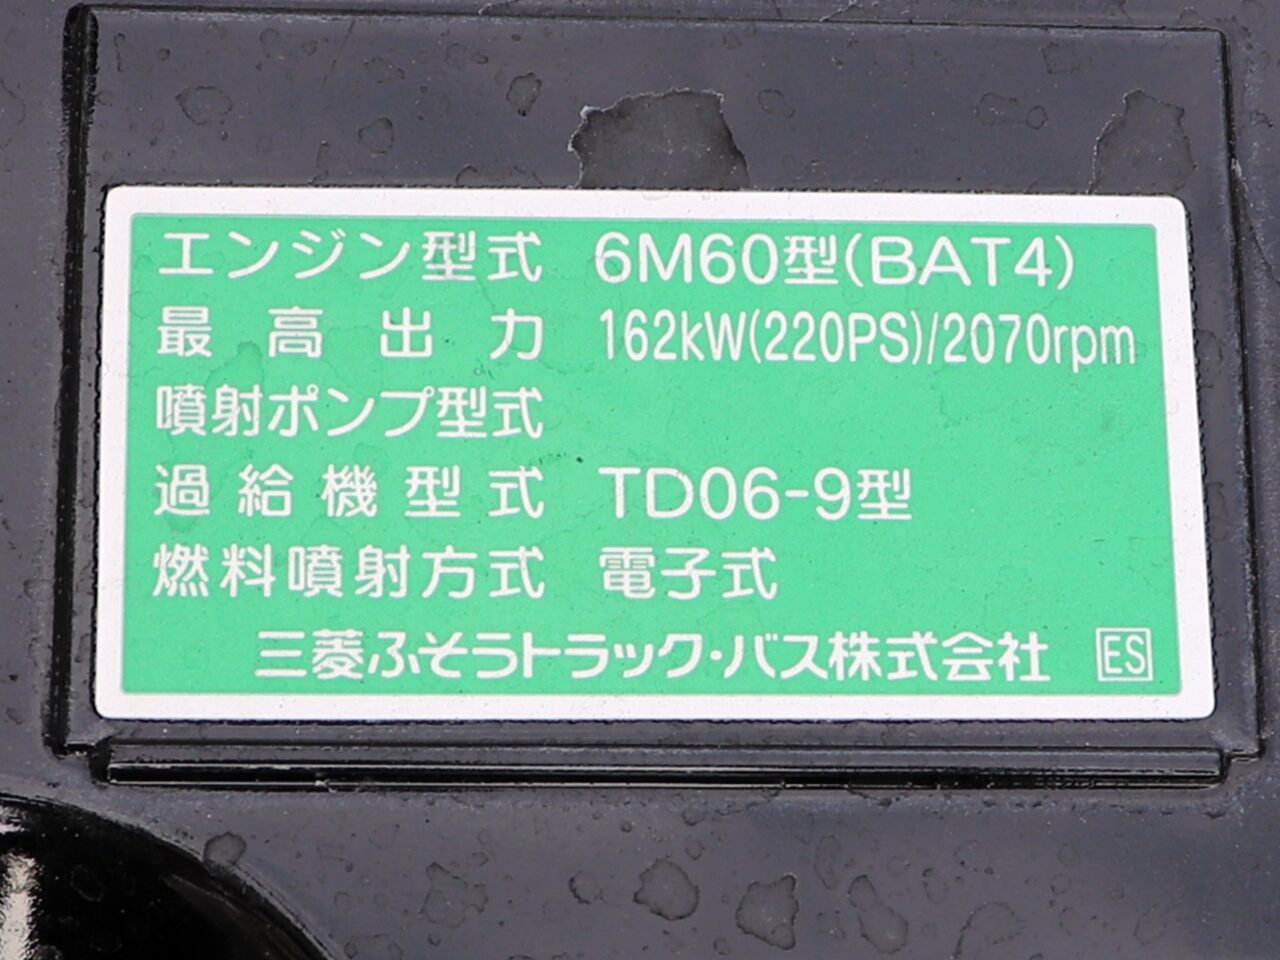 エンジン型式 6M60型(BAT4)
最高出力 162kW(220PS)/2070rpm
噴射ポンプ型式
過給機型式 TD06-9型
燃料噴射方式 電子式
三菱ふそうトラック・バス株式会社 ES